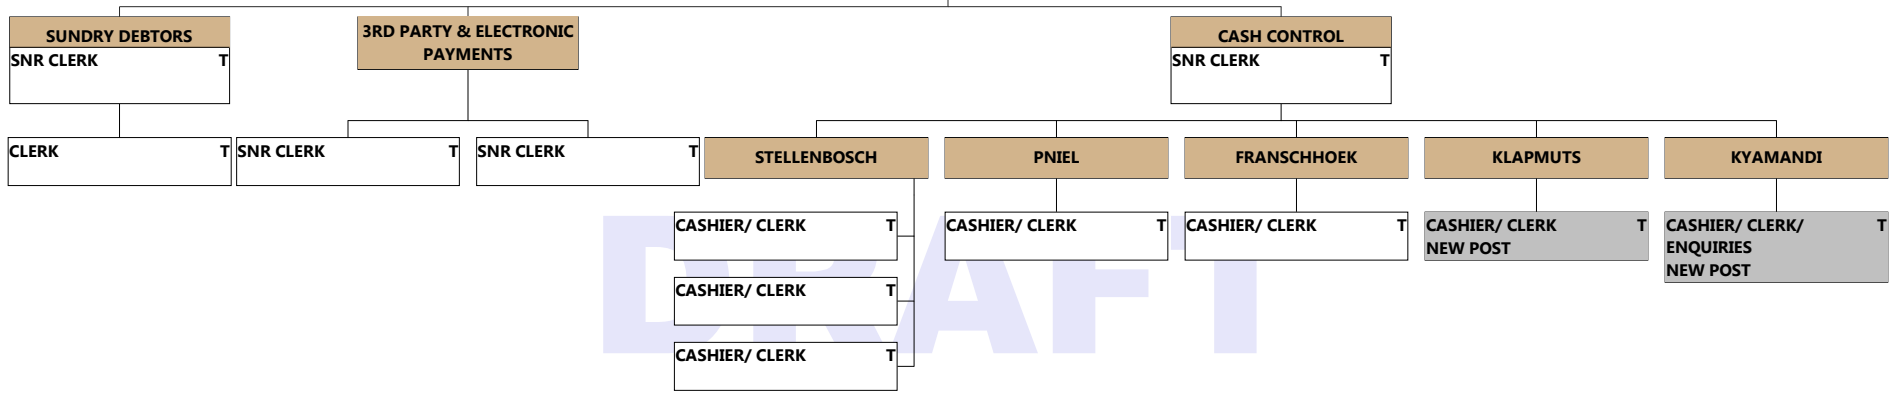 SUNDRY DEBTORS
SNR CLERK T
3RD PARTY & ELECTRONIC
PAYMENTS
CASH CONTROL
SNR CLERK T
CLERK T
SNR CLERK T
SNR CLERK T
STELLENBOSCH
PNIEL
FRANSCHHOEK
KLAPMUTS
KYAMANDI
CASHIER/ CLERK T
CASHIER/ CLERK T
CASHIER/ CLERK T
CASHIER/ CLERK T
CASHIER/ CLERK T
CASHIER/ CLERK T
NEW POST
CASHIER/ CLERK/ T
ENQUIRIES
NEW POST
DRAFT